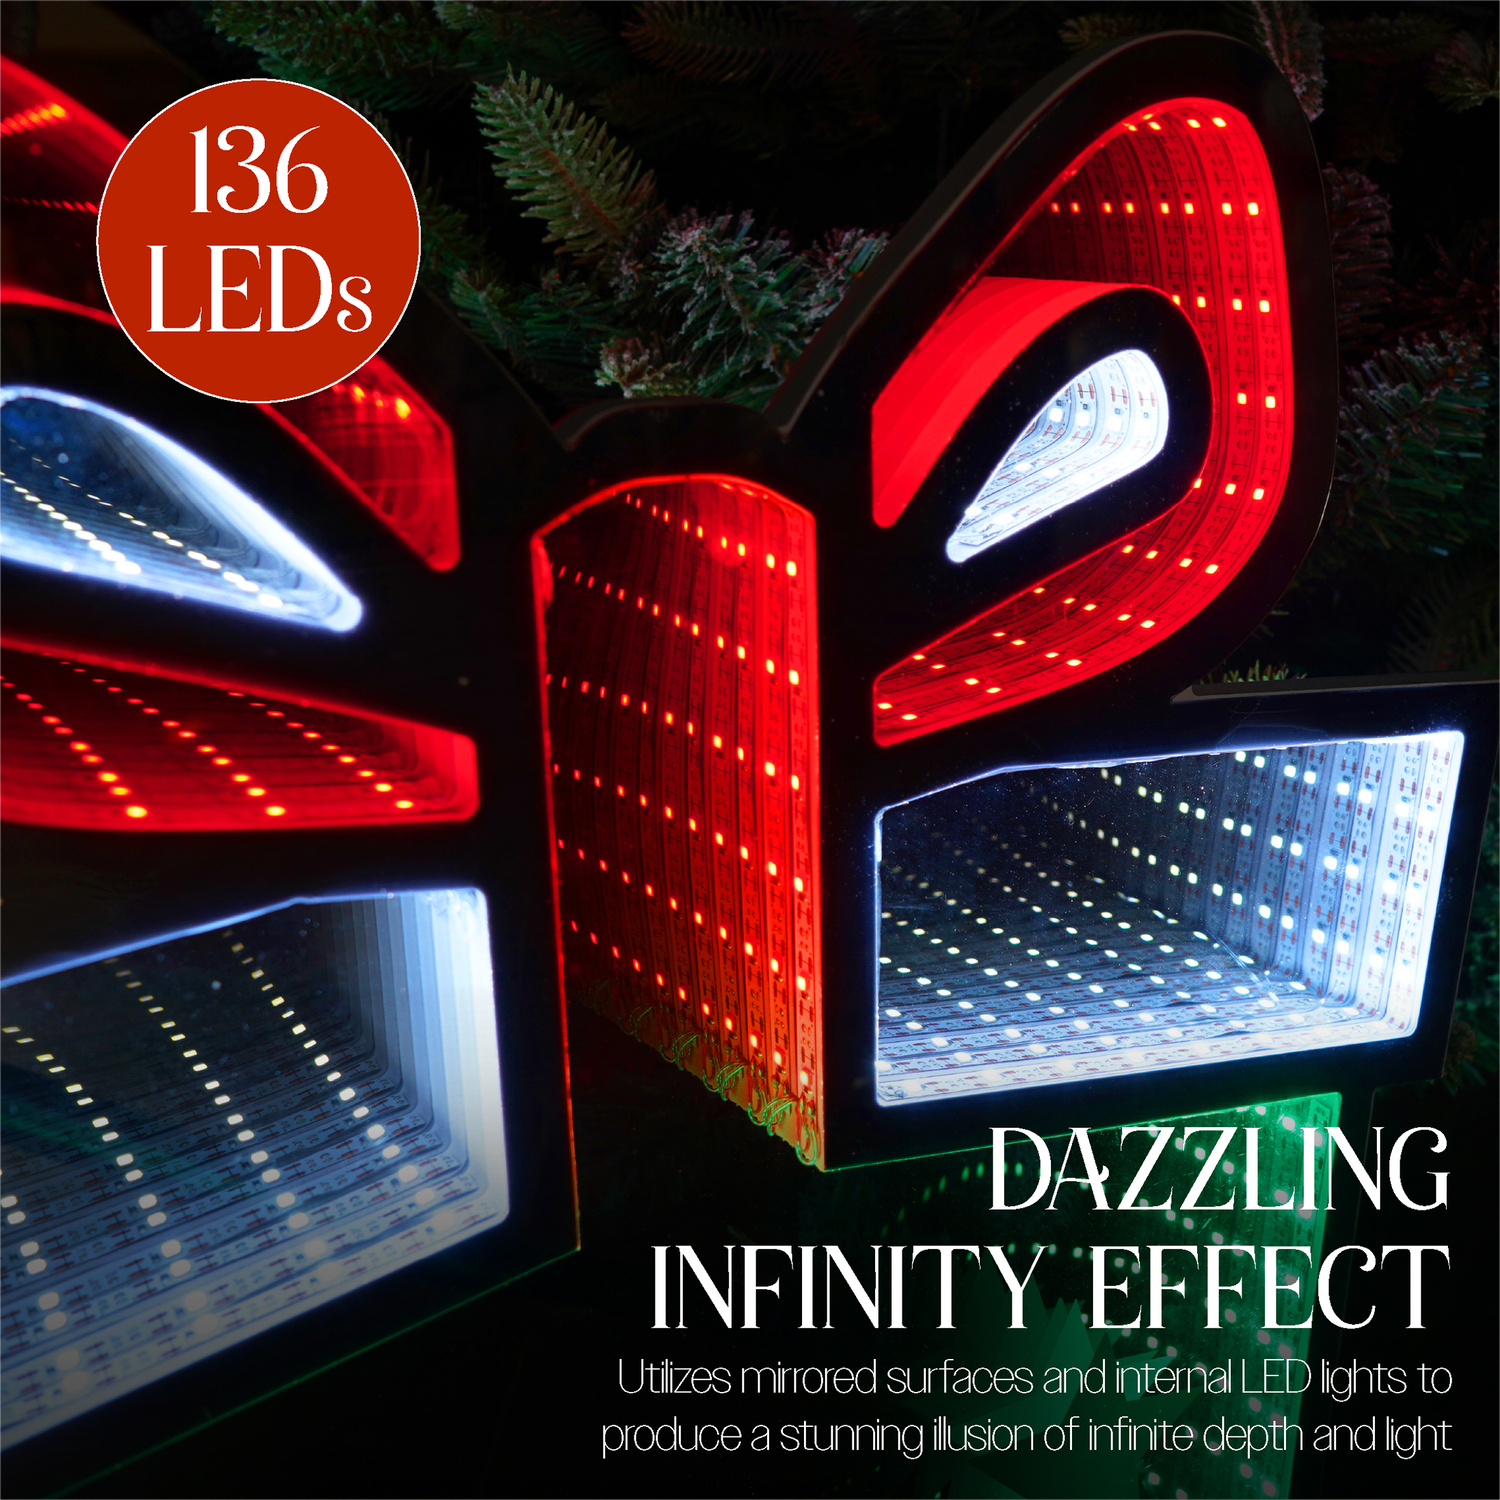 136
LEDs
DAZZLING
INFINITY EFFECT
Utilizes mirrored surfaces and internal LED lights to
produce a stunning illusion of infinite depth and light